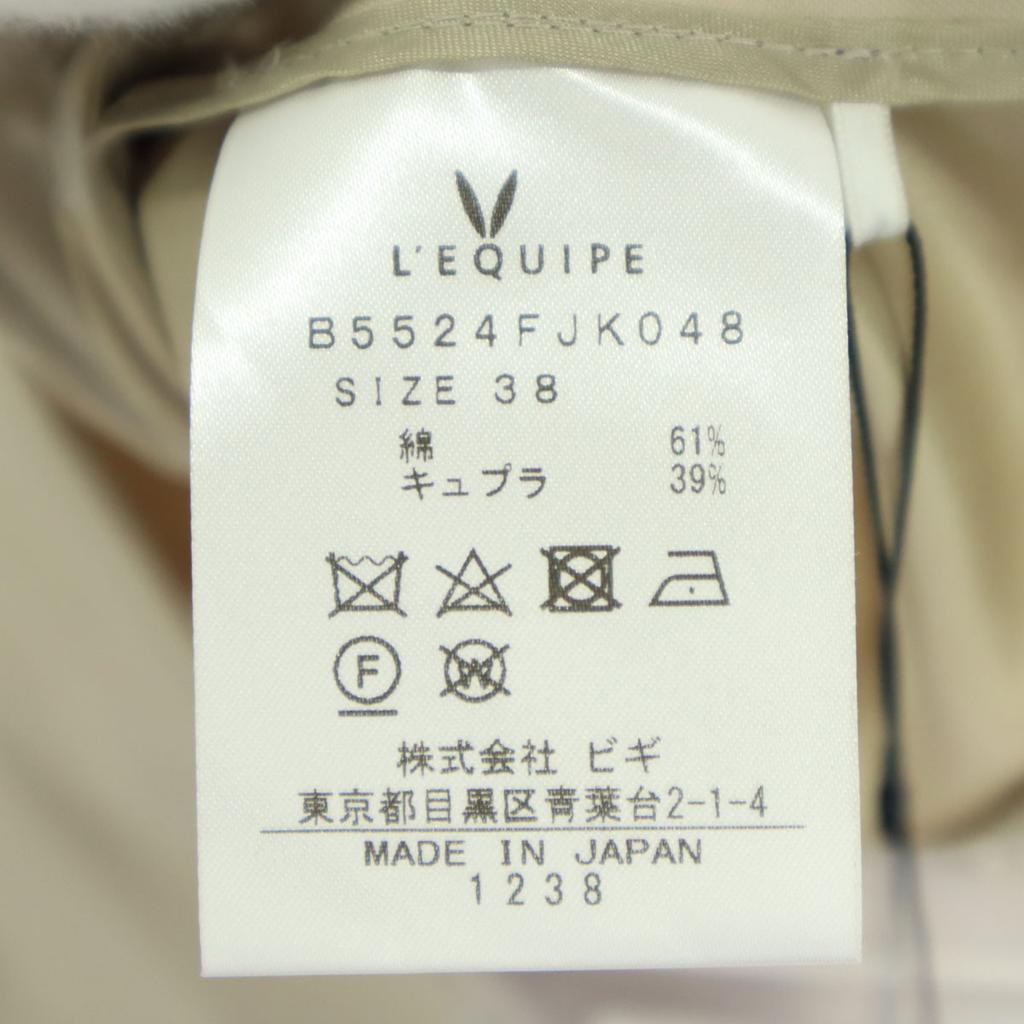 L'EQUIPE
B5524FJK048
SIZE 38
綿 61%
キュプラ 39%
F
W
株式会社 ビギ
東京都目黒区青葉台2-1-4
MADE IN JAPAN
1238